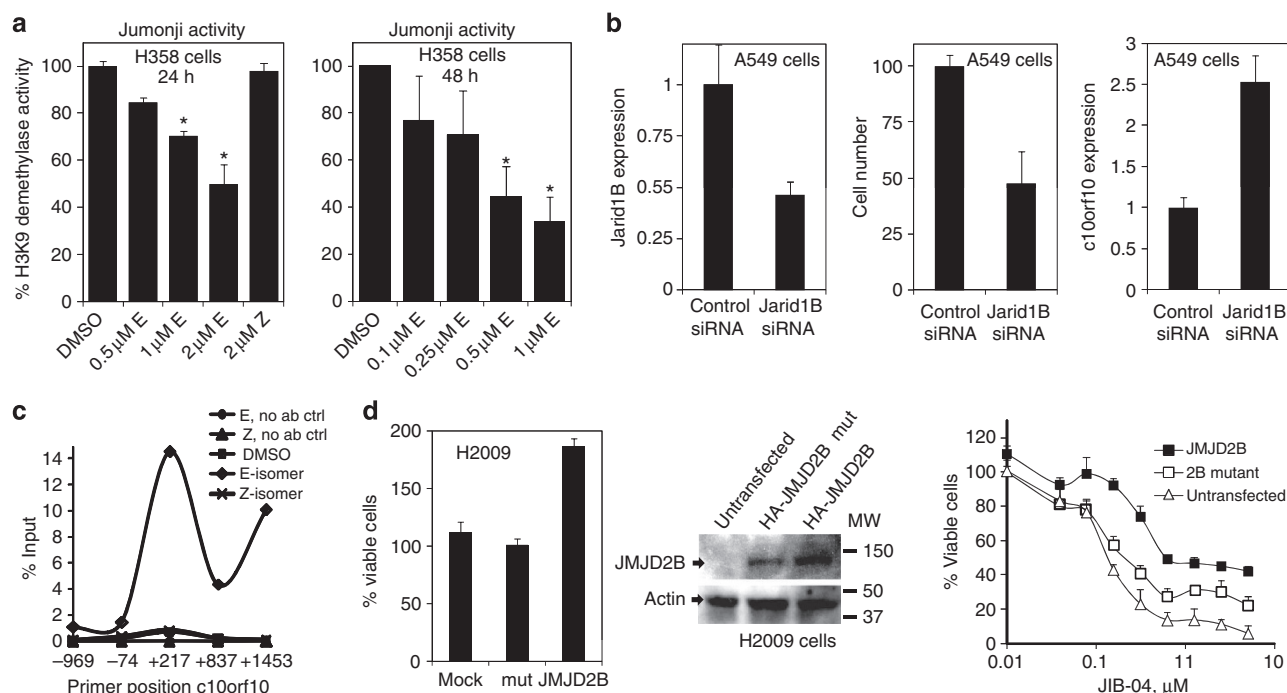 a
Jumonji activity
H358 cells
24 h
% H3K9 demethylase activity
100
80
60
40
20
0
*
*
DMSO
0.5 µM E
1 µM E
2 µM E
2 µM Z
Jumonji activity
H358 cells
48 h
100
80
60
40
20
0
*
*
DMSO
0.1 µM E
0.25 µM E
0.5 µM E
1 µM E
b
A549 cells
Jarid1B expression
1
0.75
0.55
0.25
0
Control siRNA
Jarid1B siRNA
A549 cells
Cell number
100
75
50
25
0
Control siRNA
Jarid1B siRNA
A549 cells
c10orf10 expression
3
2.5
2
1.5
1
0.5
0
Control siRNA
Jarid1B siRNA
c
E, no ab ctrl
Z, no ab ctrl
DMSO
E-isomer
Z-isomer
% Input
14
12
10
8
6
4
2
0
−969
−74
+217
+837
+1453
Primer position c10orf10
d
H2009
% viable cells
200
150
100
50
0
Mock
mut
JMJD2B
Untransfected
HA-JMJD2B mut
HA-JMJD2B
MW
JMJD2B
150
Actin
50
37
H2009 cells
JMJD2B
2B mutant
Untransfected
% Viable cells
120
100
80
60
40
20
0
0.01
0.1
11
5
10
JIB-04, µM